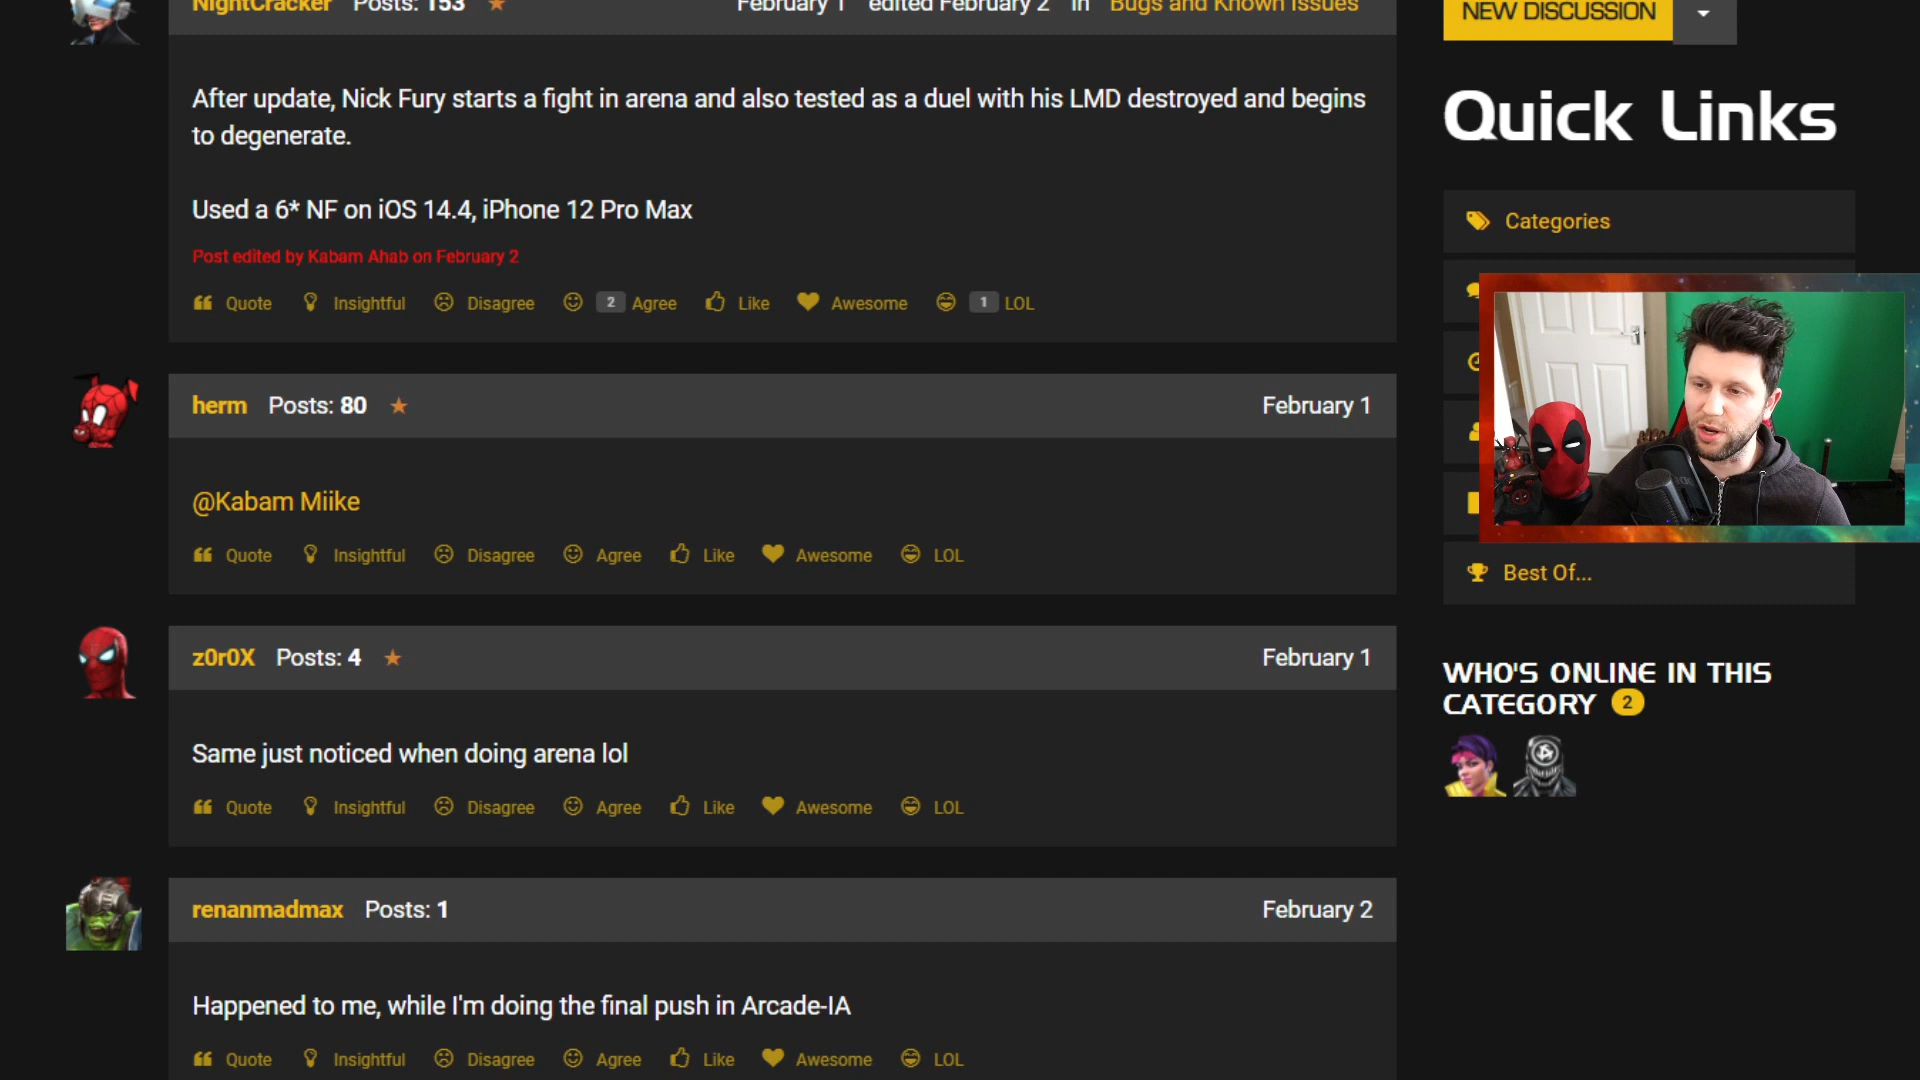 NightCracker Posts: 153 February 1 edited February 2 in Bugs and Known Issues
After update, Nick Fury starts a fight in arena and also tested as a duel with his LMD destroyed and begins
to degenerate.
Used a 6* NF on iOS 14.4, iPhone 12 Pro Max
Post edited by Kabam Ahab on February 2
Quote Insightful Disagree 2 Agree Like Awesome 1 LOL
herm Posts: 80 February 1
@Kabam Miike
Quote Insightful Disagree Agree Like Awesome LOL
z0r0X Posts: 4 February 1
Same just noticed when doing arena lol
Quote Insightful Disagree Agree Like Awesome LOL
renanmadmax Posts: 1 February 2
Happened to me, while I'm doing the final push in Arcade-IA
Quote Insightful Disagree Agree Like Awesome LOL
NEW DISCUSSION
Quick Links
Categories
Best Of...
WHO'S ONLINE IN THIS
CATEGORY 2